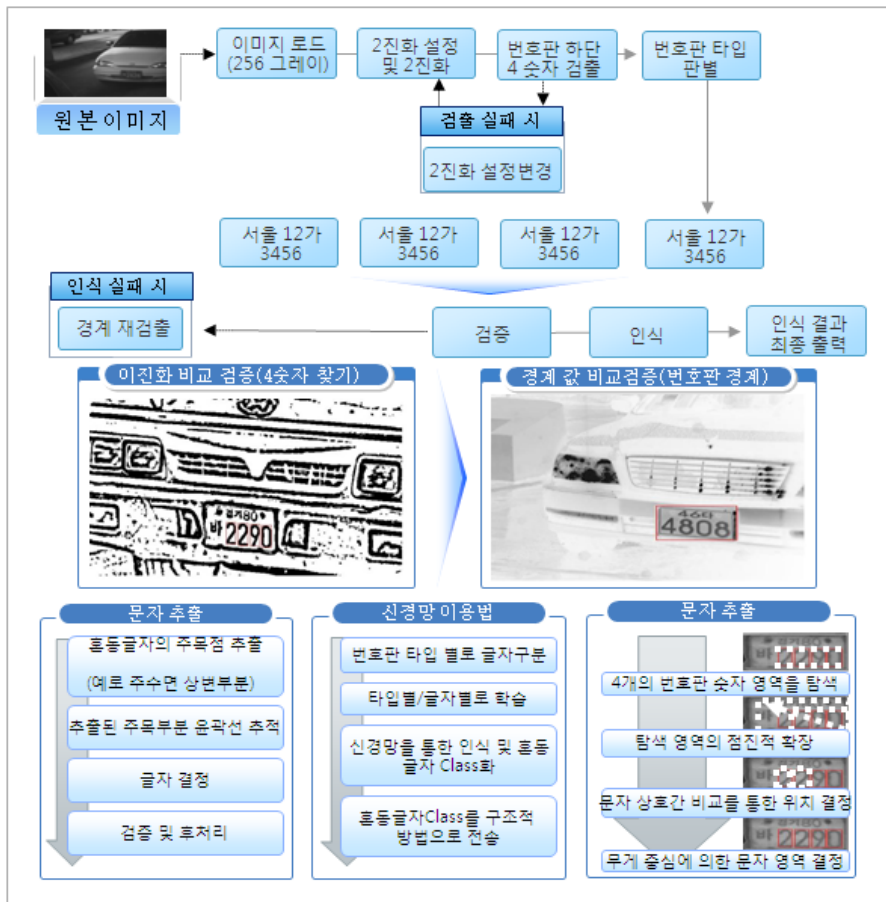 이미지 로드
(256 그레이)
2진화 설정
및 2진화
번호판 하단
4 숫자 검출
번호판 타입
판별
원본이미지
검출 실패 시
2진화 설정변경
서울 12가
3456
서울 12가
3456
서울 12가
3456
서울 12가
3456
인식 실패 시
경계 재검출
검증
인식
인식 결과
최종 출력
이진화 비교 검증(4숫자 찾기)
경계 값 비교검증(번호판 경계)
경기80
바 2290
46다
4808
문자 추출
혼동글자의 주목점 추출
(예로 주수면 상변부분)
추출된 주목부분 윤곽선 추적
글자 결정
검증 및 후처리
신경망 이용법
번호판 타입 별로 글자구분
타입별/글자별로 학습
신경망을 통한 인식 및 혼동
글자 Class화
혼동글자Class를 구조적
방법으로 전송
문자 추출
2290
4개의 번호판 숫자 영역을 탐색
탐색 영역의 점진적 확장
2290
문자 상호간 비교를 통한 위치 결정
바 2290
무게 중심에 의한 문자 영역 결정